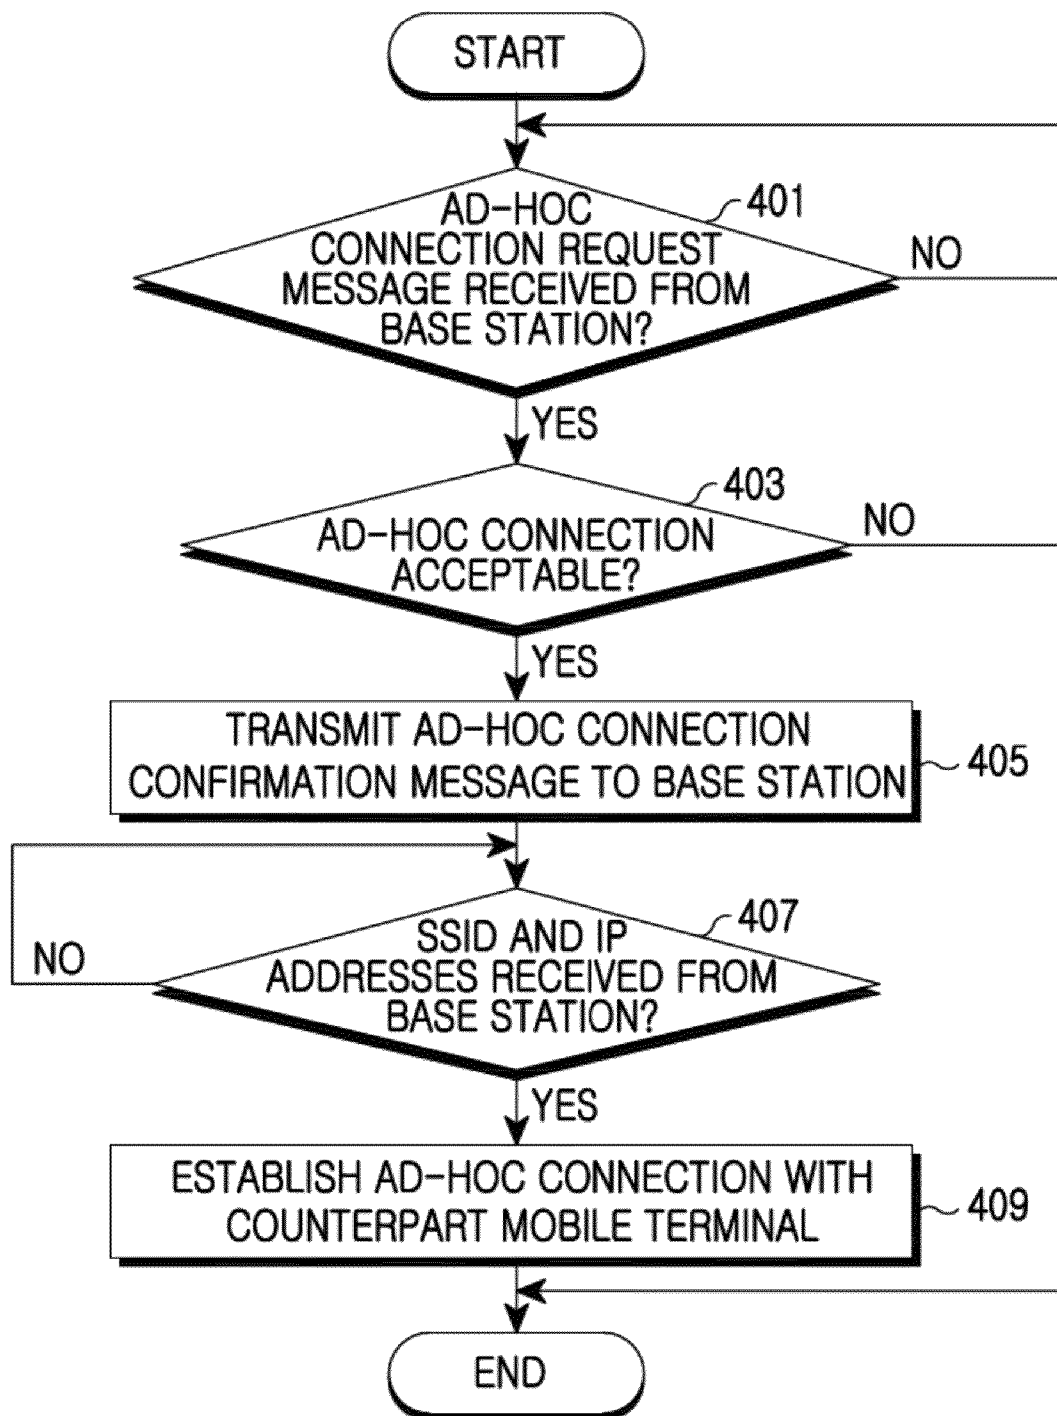 START
AD-HOC
CONNECTION REQUEST
MESSAGE RECEIVED FROM
BASE STATION?
401
NO
YES
403
AD-HOC CONNECTION
ACCEPTABLE?
NO
YES
TRANSMIT AD-HOC CONNECTION
CONFIRMATION MESSAGE TO BASE STATION
405
SSID AND IP
ADDRESSES RECEIVED FROM
BASE STATION?
407
NO
YES
ESTABLISH AD-HOC CONNECTION WITH
COUNTERPART MOBILE TERMINAL
409
END